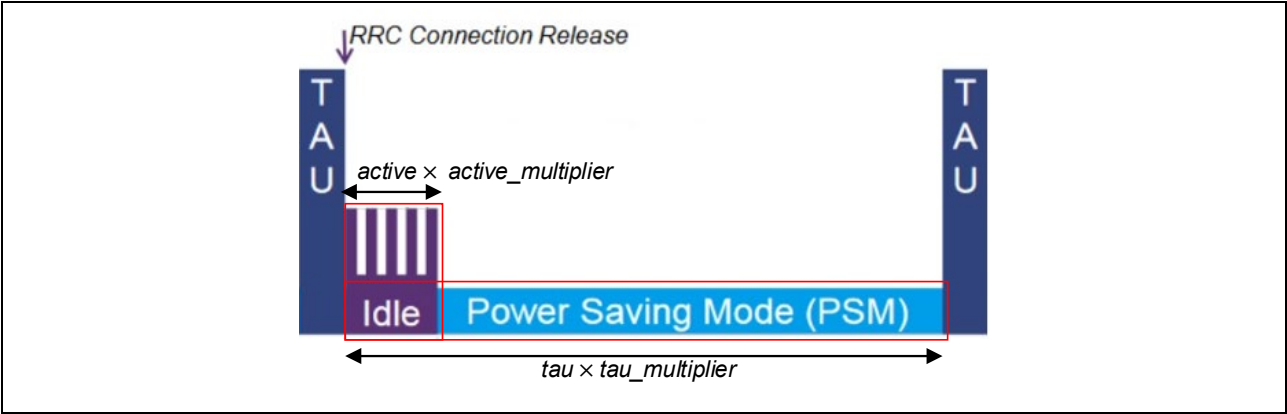 RRC Connection Release
T
A
U
T
A
U
active × active_multiplier
Idle
Power Saving Mode (PSM)
tau × tau_multiplier